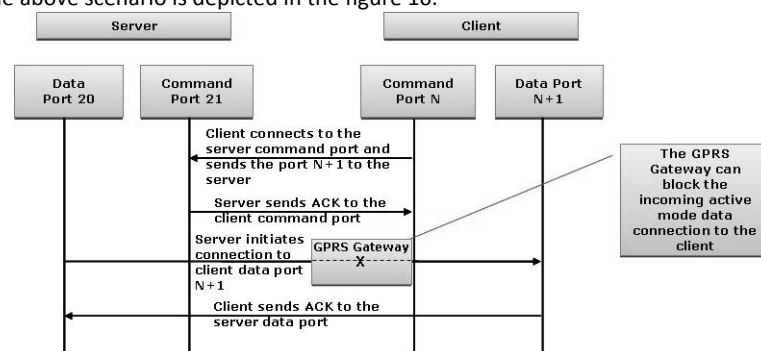 e above scenario is depicted in the figure 10.
Server
Client
Data
Port 20
Command
Port 21
Command
Port N
Data Port
N+1
Client connects to the
server command port and
sends the port N+1 to the
server
Server sends ACK to the
client command port
Server initiates
connection to
client data port
N+1
GPRS Gateway
X
Client sends ACK to the
server data port
The GPRS
Gateway can
block the
incoming active
mode data
connection to the
client